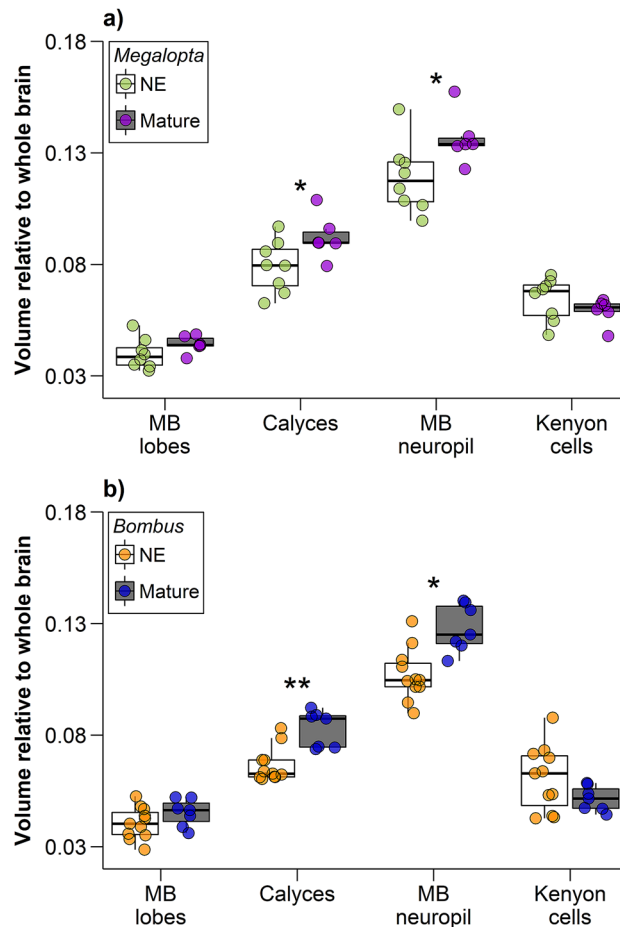 a)
Volume relative to whole brain
0.18
0.13
0.08
0.03
Megalopta
NE
Mature
*
*
MB
lobes
Calyces
MB
neuropil
Kenyon
cells
b)
Volume relative to whole brain
0.18
0.13
0.08
0.03
Bombus
NE
Mature
**
*
MB
lobes
Calyces
MB
neuropil
Kenyon
cells